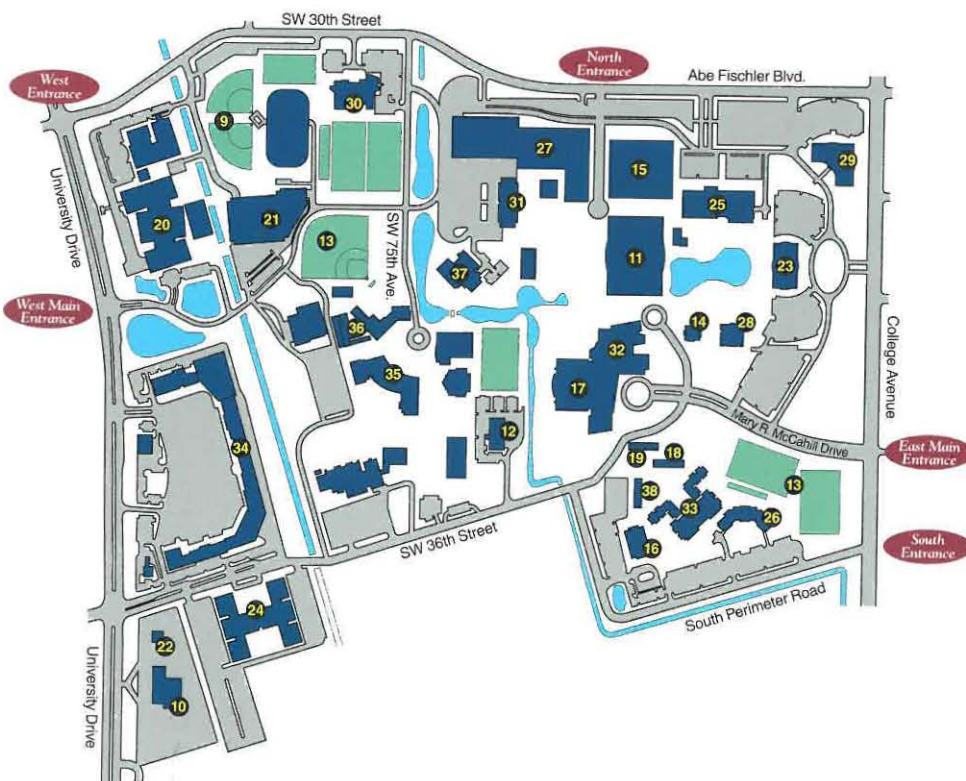 SW 30th Street
North
Entrance
Abe Fischler Blvd.
West
Entrance
30
9
27
15
29
University Drive
31
25
20
21
SW 75th Ave.
13
11
23
37
West Main
Entrance
14
28
36
32
College Avenue
35
17
12
Mary R. McCahill Drive
34
19
18
East Main
Entrance
13
38
33
26
SW 36th Street
16
South
Entrance
24
South Perimeter Road
22
University Drive
10